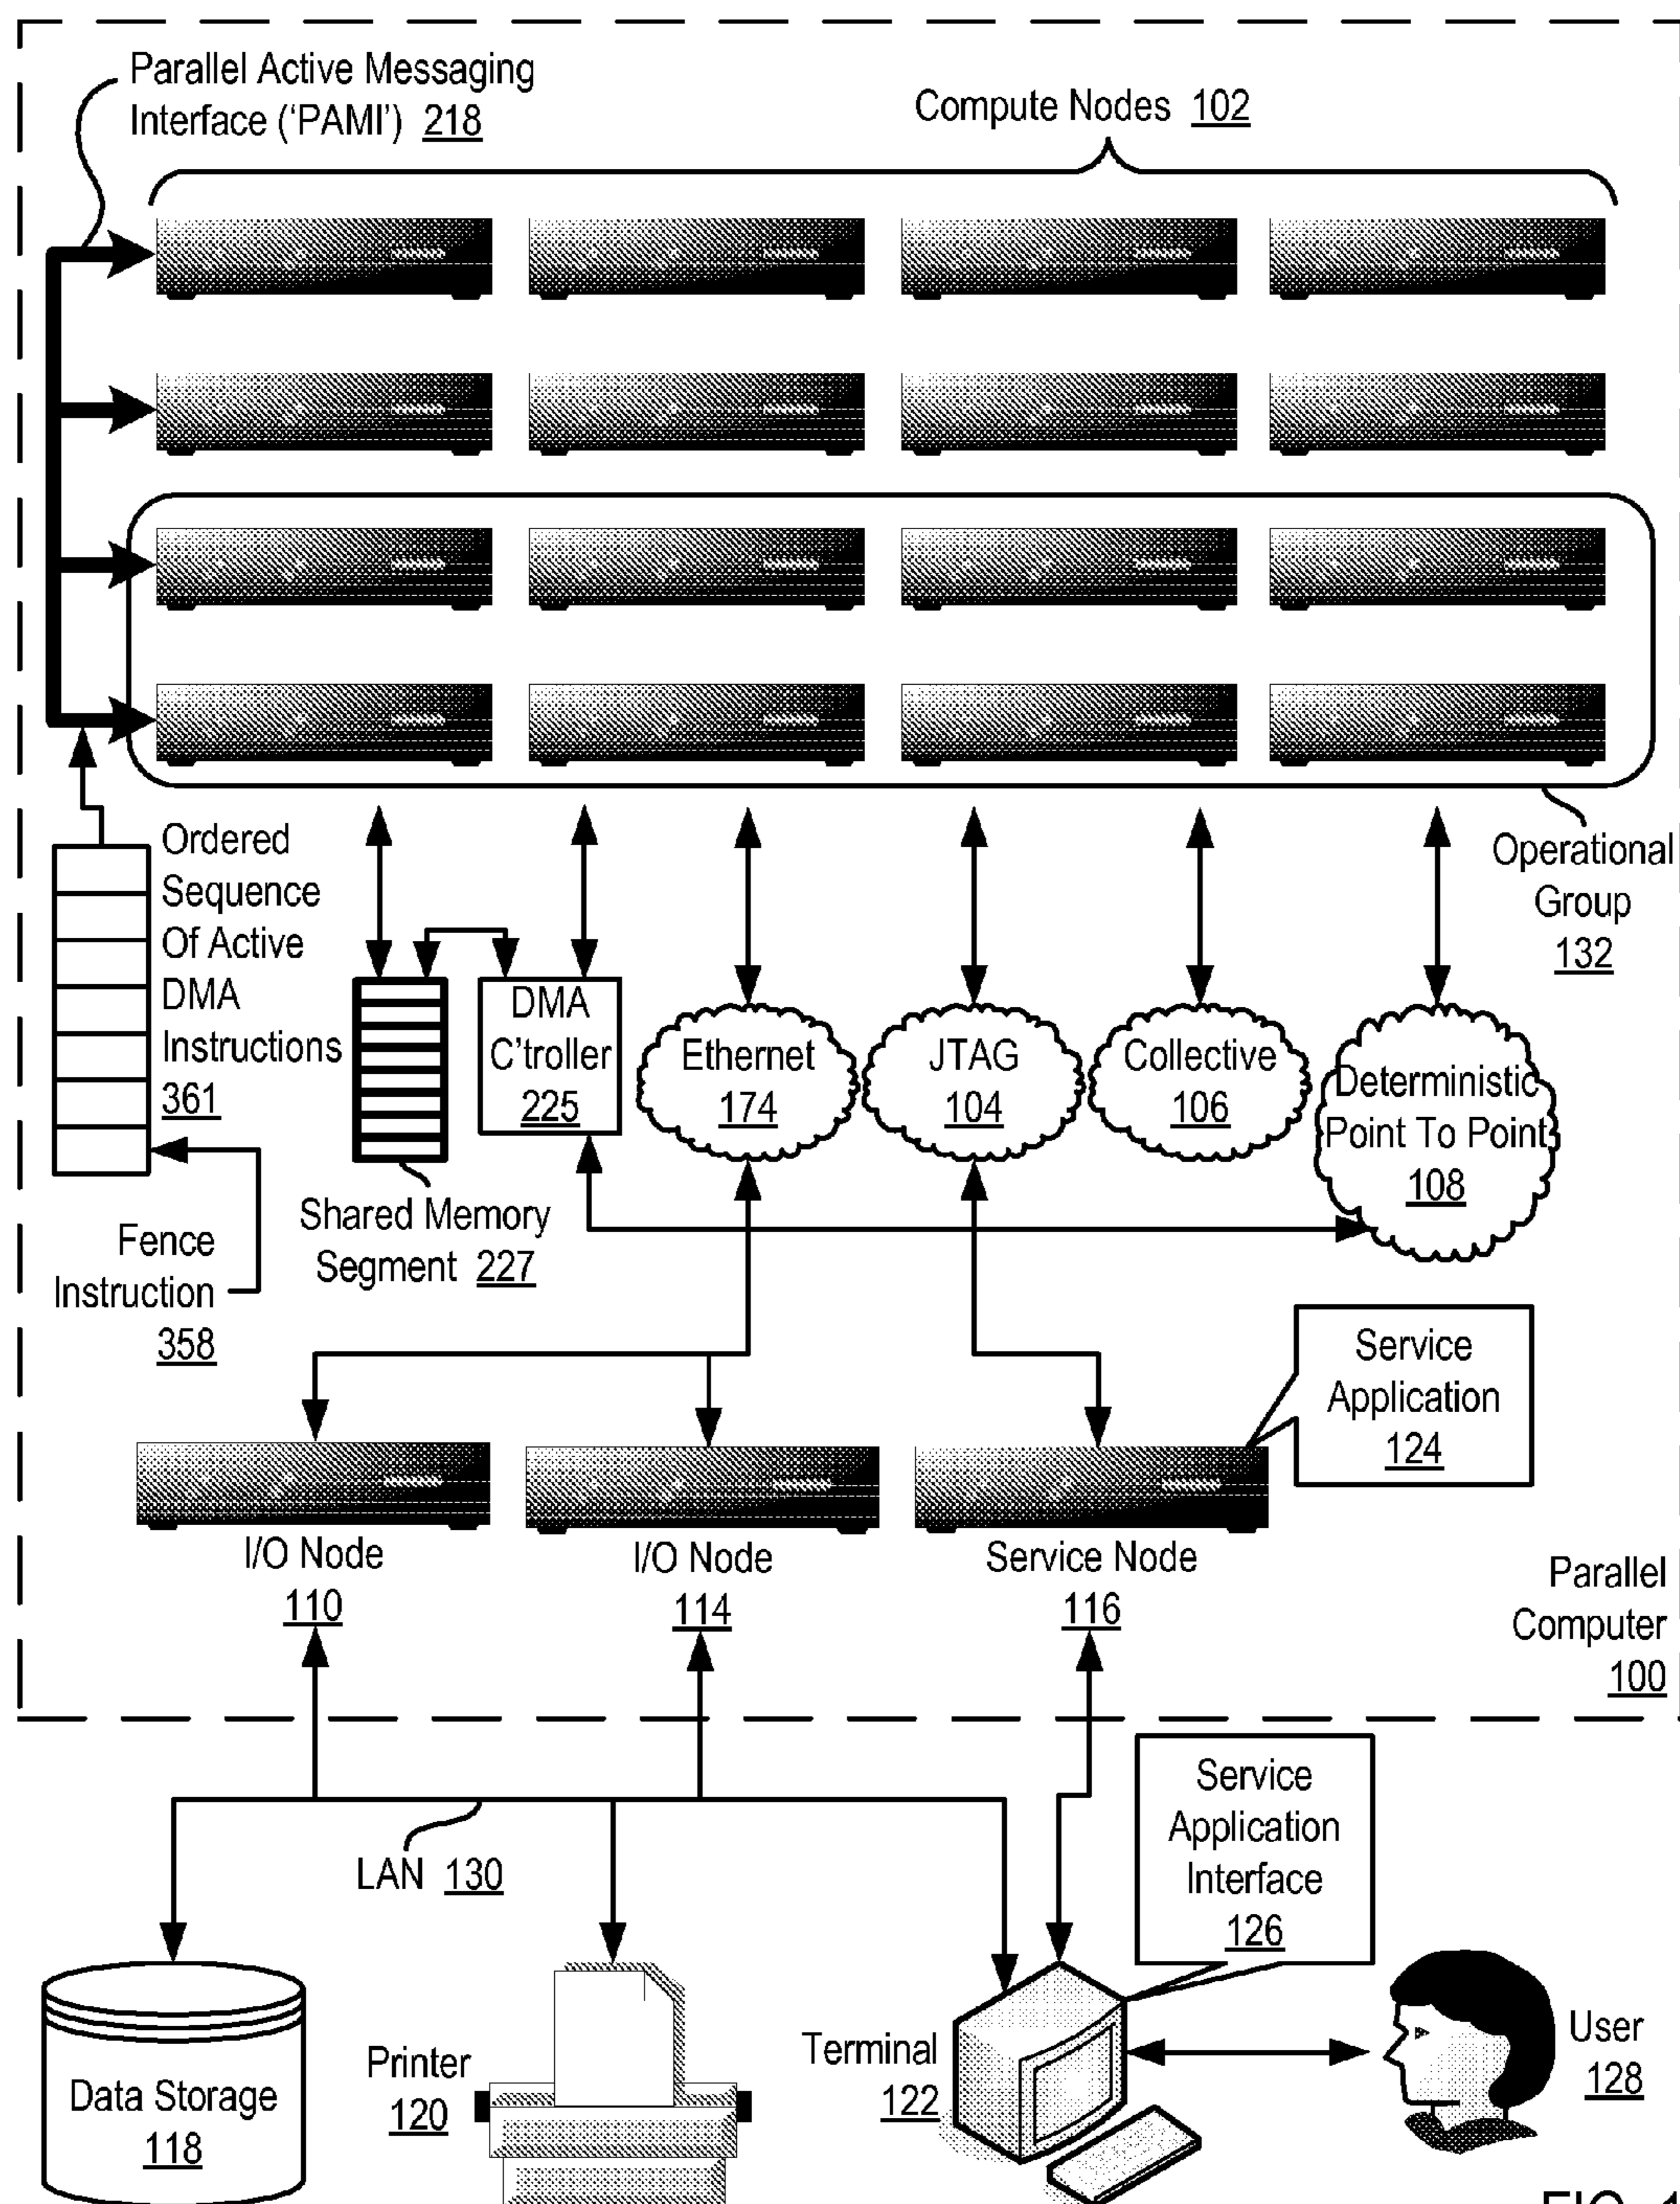 Parallel Active Messaging
Interface ('PAMI') 218
Compute Nodes 102
Ordered
Sequence
Of Active
DMA
Instructions
361
Operational
Group
132
DMA
C'troller
225
Ethernet
174
JTAG
104
Collective
106
Deterministic
Point To Point
108
Shared Memory
Segment 227
Fence
Instruction
358
Service
Application
124
I/O Node
110
I/O Node
114
Service Node
116
Parallel
Computer
100
LAN 130
Service
Application
Interface
126
Data Storage
118
Printer
120
Terminal
122
User
128
FIG. 1